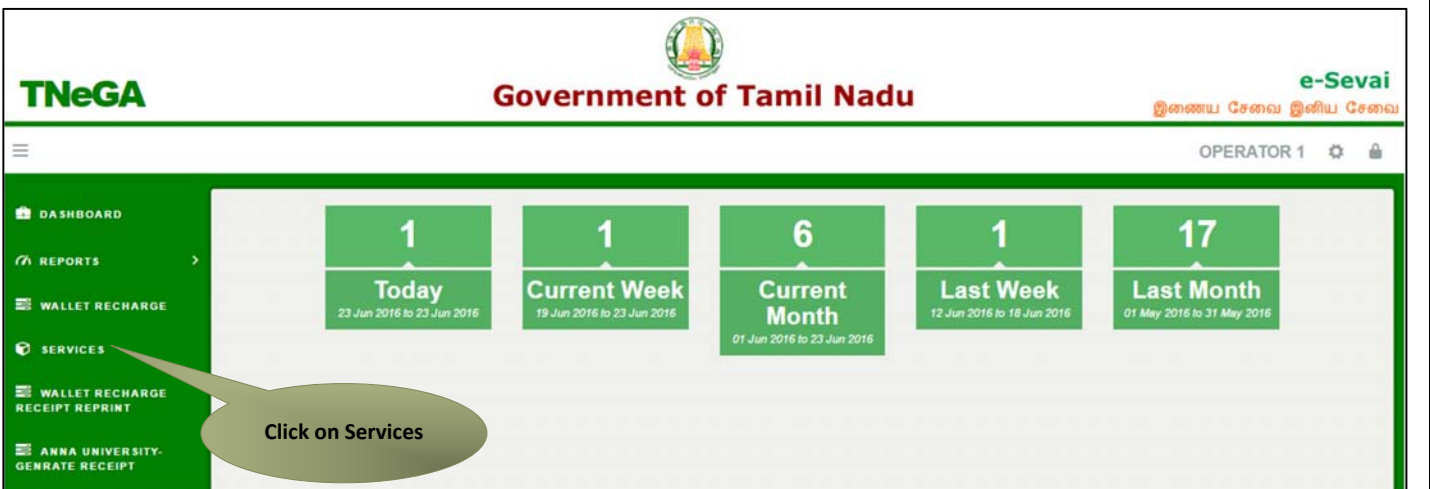 TNeGA
Government of Tamil Nadu
e-Sevai
இணைய சேவை இனிய சேவை
OPERATOR 1
DASHBOARD
REPORTS
WALLET RECHARGE
SERVICES
WALLET RECHARGE
RECEIPT REPRINT
ANNA UNIVERSITY-
GENRATE RECEIPT
1
Today
23 Jun 2016 to 23 Jun 2016
1
Current Week
19 Jun 2016 to 23 Jun 2016
6
Current
Month
01 Jun 2016 to 23 Jun 2016
1
Last Week
12 Jun 2016 to 18 Jun 2016
17
Last Month
01 May 2016 to 31 May 2016
Click on Services